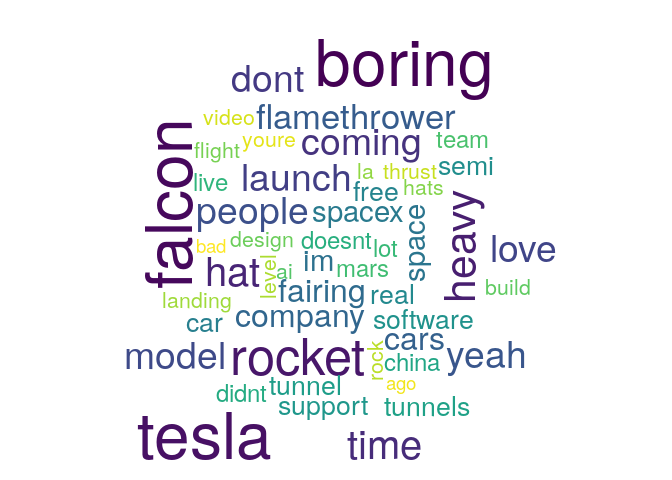 boring
dont
video
flamethrower
falcon
flight
youre
coming
team
live
launch
la
thrust
semi
free
hats
people
spacex
space
heavy
bad
design
doesnt
lot
love
hat
level
ai
im
mars
landing
fairing
real
build
car
company
software
model
rocket
rock
cars
china
yeah
didnt
tunnel
ago
support
tunnels
tesla
time